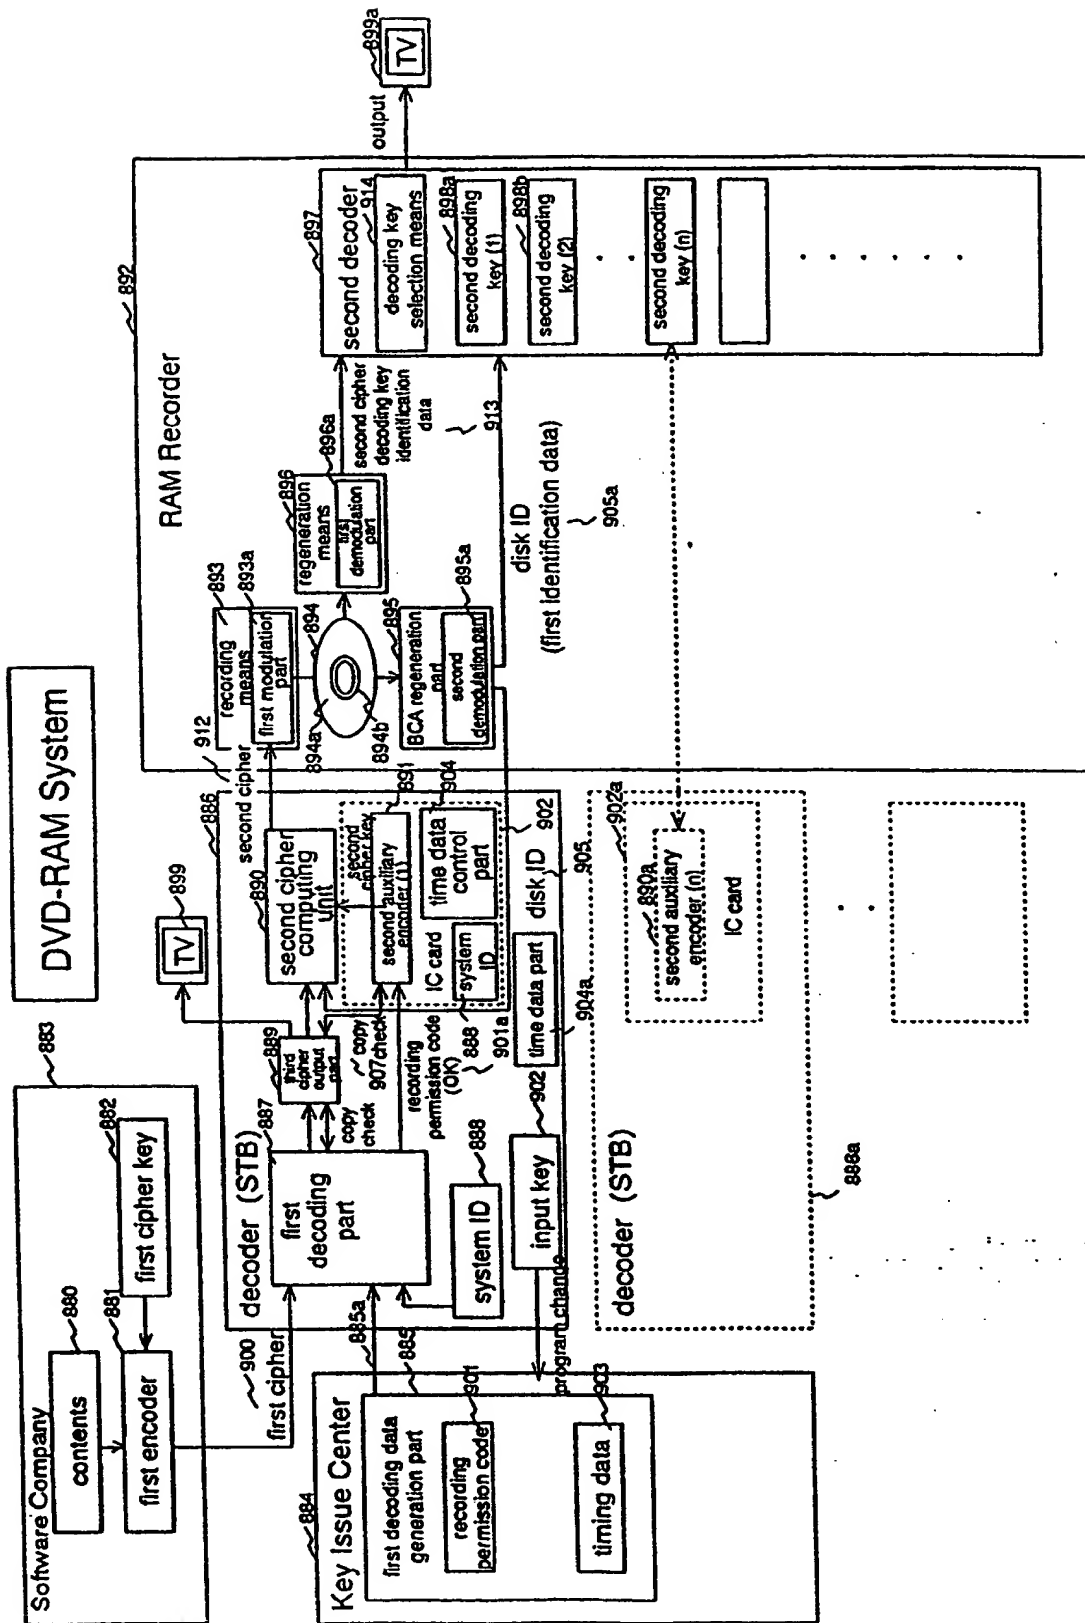 DVD-RAM System
883
Software Company
contents
880
first encoder
881
first cipher key
882
900
first cipher
884
Key Issue Center
885a
885
first decoding data
generation part
recording
permission code
901
timing data
903
program change
886
decoder (STB)
first
decoding
part
887
copy
check
third
cipher
output
part
889
TV
899
second cipher
computing
unit
890
second cipher
912
second
cipher key
second auxiliary
encoder (1)
891
time data
control
part
904
IC card
system
ID
888
902
copy
907 check
recording
permission code
(OK)
901a
system ID
888
input key
902
time data part
904a
disk ID
905
decoder (STB)
886a
second auxiliary
encoder (n)
890a
IC card
902a
892
RAM Recorder
recording
means
893
first modulation
part
893a
894
894a
894b
regeneration
means
896
first
demodulation
part
896a
BCA regeneration
part
895
second
demodulation part
895a
second cipher
decoding key
identification
data
913
disk ID
(first identification data)
905a
second decoder
897
decoding key
selection means
914
second decoding
key (1)
898a
second decoding
key (2)
898b
second decoding
key (n)
output
TV
899a